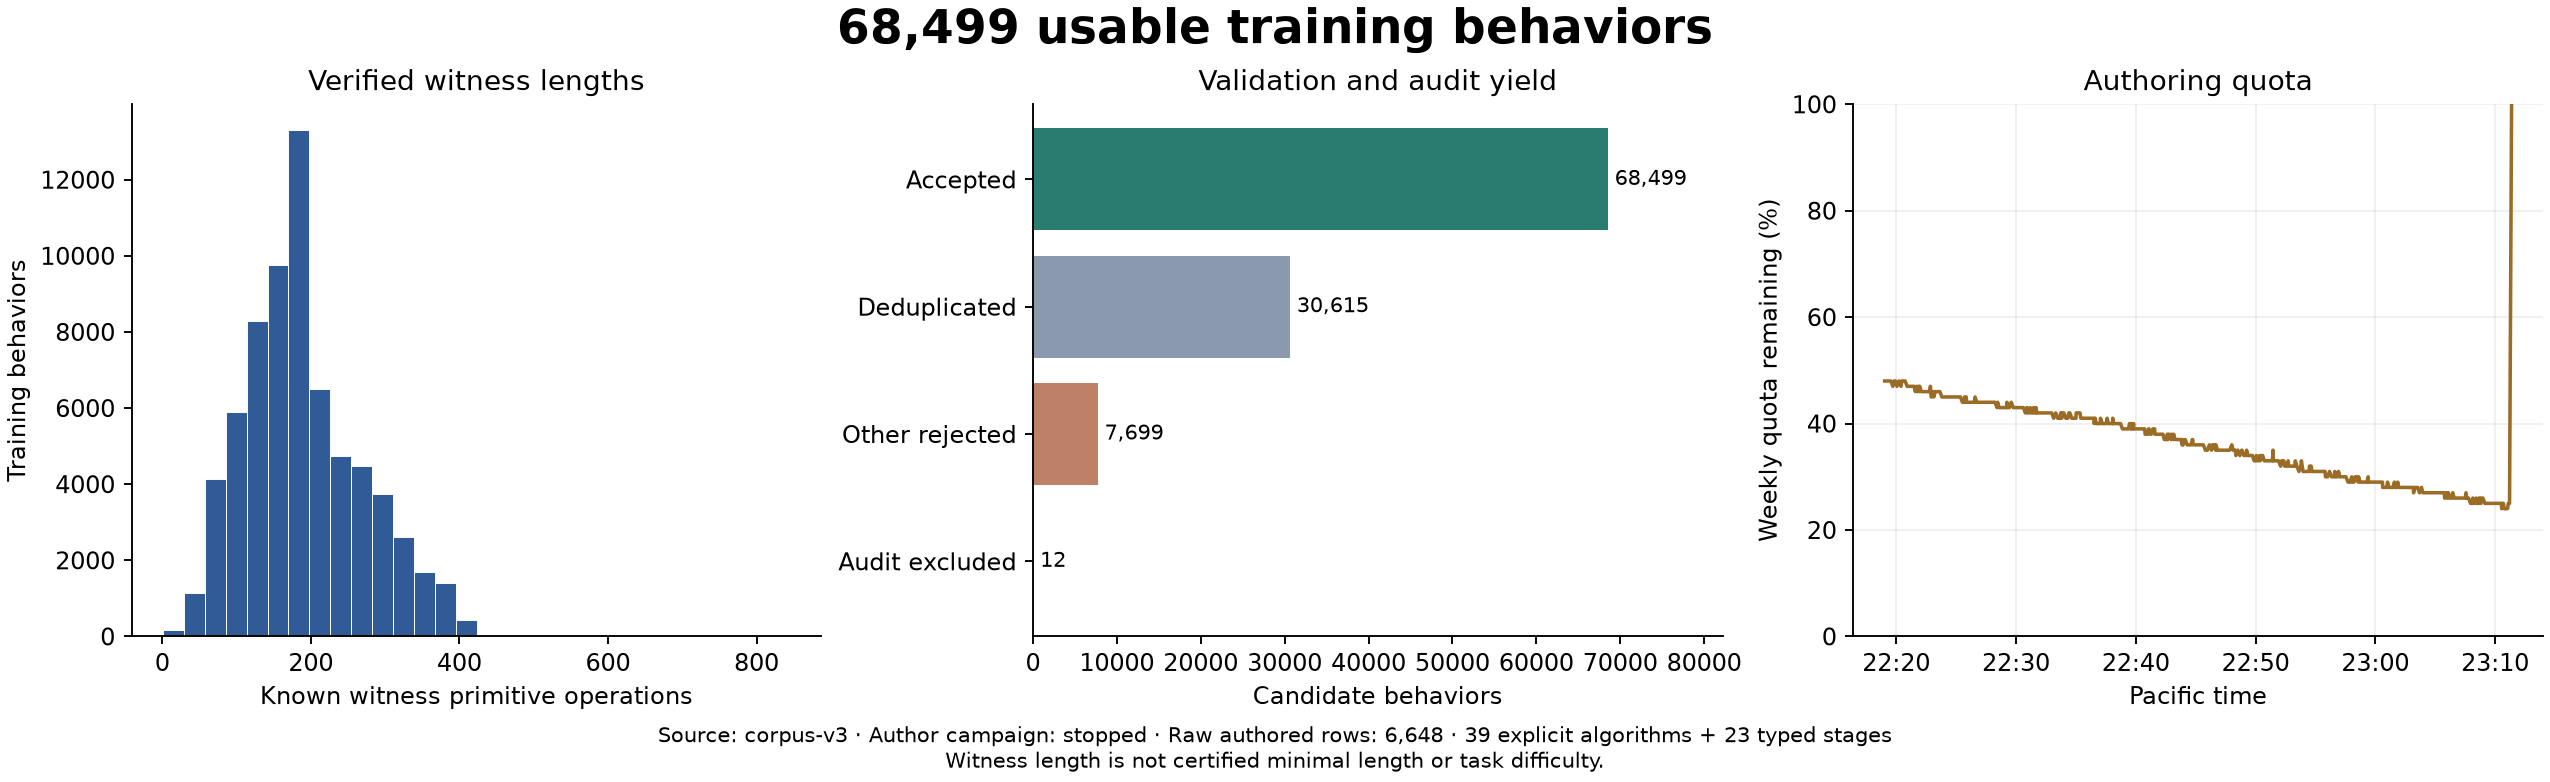 68,499 usable training behaviors
Verified witness lengths
Training behaviors
12000
10000
8000
6000
4000
2000
0
0 200 400 600 800
Known witness primitive operations
Validation and audit yield
Accepted 68,499
Deduplicated 30,615
Other rejected 7,699
Audit excluded 12
0 10000 20000 30000 40000 50000 60000 70000 80000
Candidate behaviors
Authoring quota
Weekly quota remaining (%)
100
80
60
40
20
0
22:20 22:30 22:40 22:50 23:00 23:10
Pacific time
Source: corpus-v3 · Author campaign: stopped · Raw authored rows: 6,648 · 39 explicit algorithms + 23 typed stages
Witness length is not certified minimal length or task difficulty.